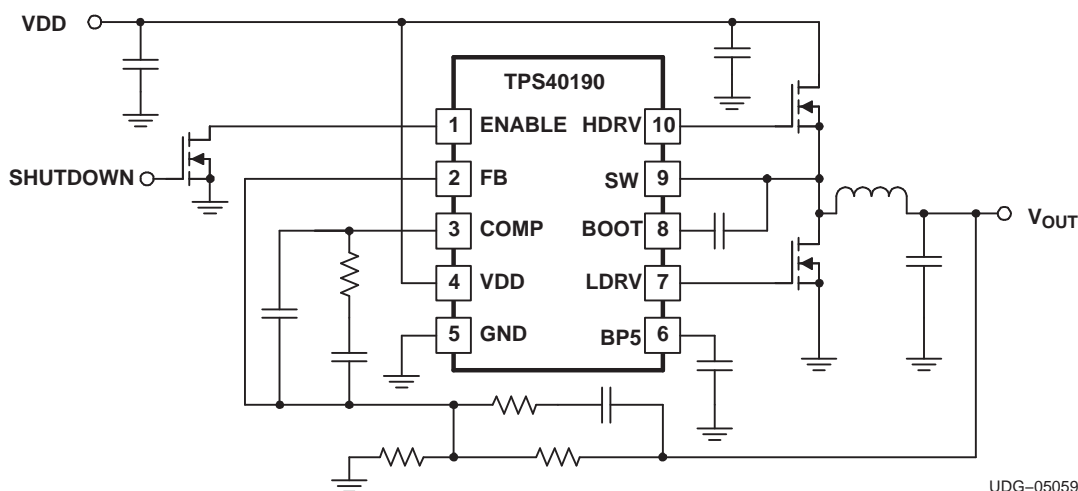 VDD
TPS40190
1 ENABLE HDRV 10
SHUTDOWN
2 FB SW 9
3 COMP BOOT 8
VOUT
4 VDD LDRV 7
5 GND BP5 6
UDG–05059